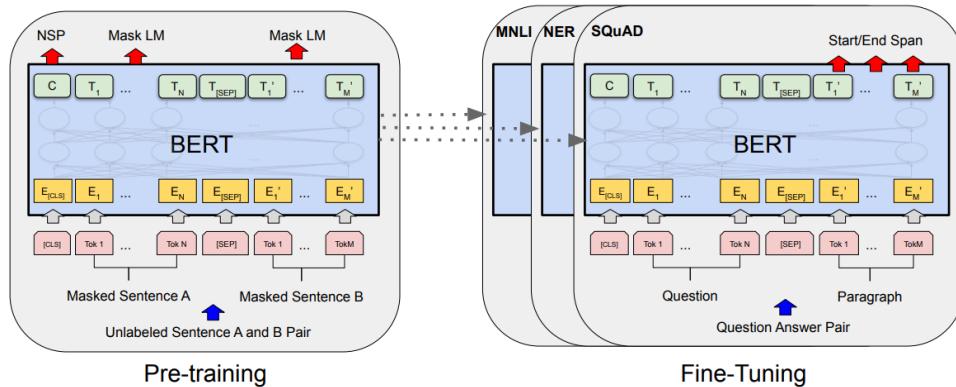 NSP Mask LM Mask LM
C T1 ... TN T[SEP] T1' ... TM'
BERT
E[CLS] E1 ... EN E[SEP] E1' ... EM'
[CLS] Tok 1 ... Tok N [SEP] Tok 1 ... TokM
Masked Sentence A Masked Sentence B
Unlabeled Sentence A and B Pair
Pre-training
MNLI NER SQuAD
Start/End Span
C T1 ... TN T[SEP] T1' ... TM'
BERT
E[CLS] E1 ... EN E[SEP] E1' ... EM'
[CLS] Tok 1 ... Tok N [SEP] Tok 1 ... TokM
Question Paragraph
Question Answer Pair
Fine-Tuning